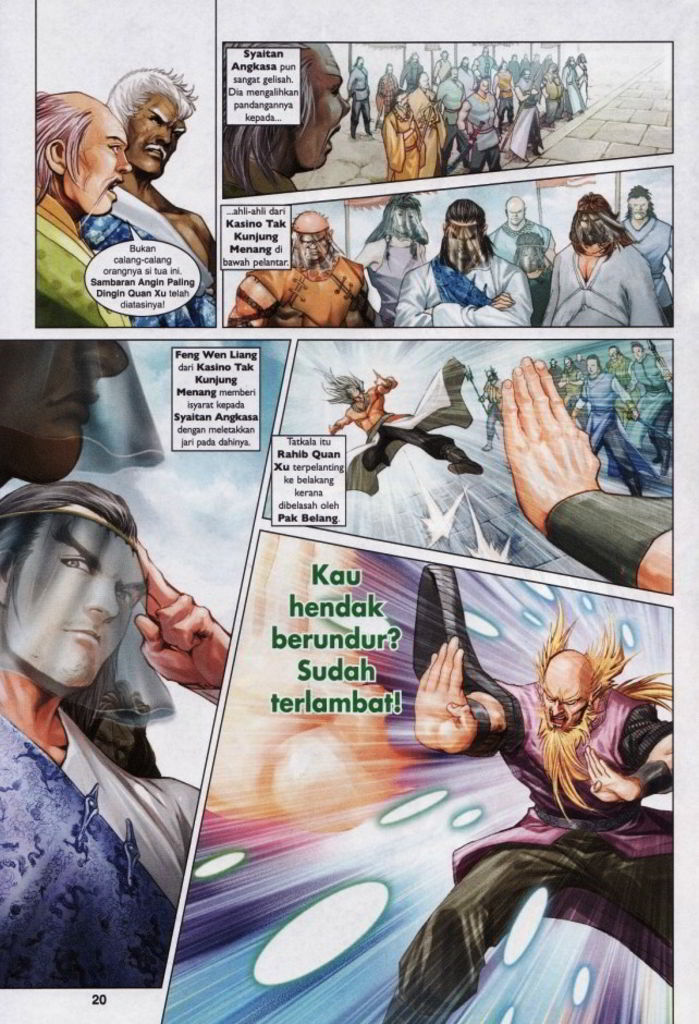 Bukan
calang-calang
orangnya si tua ini.
Sambaran Angin Paling
Dingin Quan Xu telah
diatasinya!
Syaitan
Angkasa pun
sangat gelisah.
Dia mengalihkan
pandangannya
kepada...
...ahli-ahli dari
Kasino Tak
Kunjung
Menang di
bawah pelantar.
Feng Wen Liang
dari Kasino Tak
Kunjung
Menang memberi
isyarat kepada
Syaitan Angkasa
dengan meletakkan
jari pada dahinya.
Tatkala itu
Rahib Quan
Xu terpelanting
ke belakang
kerana
dibelasah oleh
Pak Belang.
Kau
hendak
berundur?
Sudah
terlambat!
20